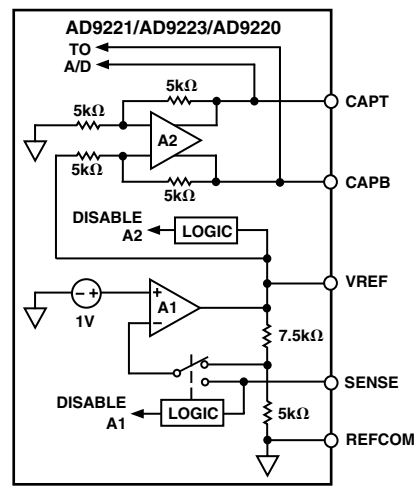 AD9221/AD9223/AD9220
TO
A/D
5kΩ
CAPT
5kΩ
A2
5kΩ
5kΩ
CAPB
DISABLE
A2
LOGIC
VREF
– +
1V
+
A1
–
7.5kΩ
SENSE
DISABLE
A1
LOGIC
5kΩ
REFCOM